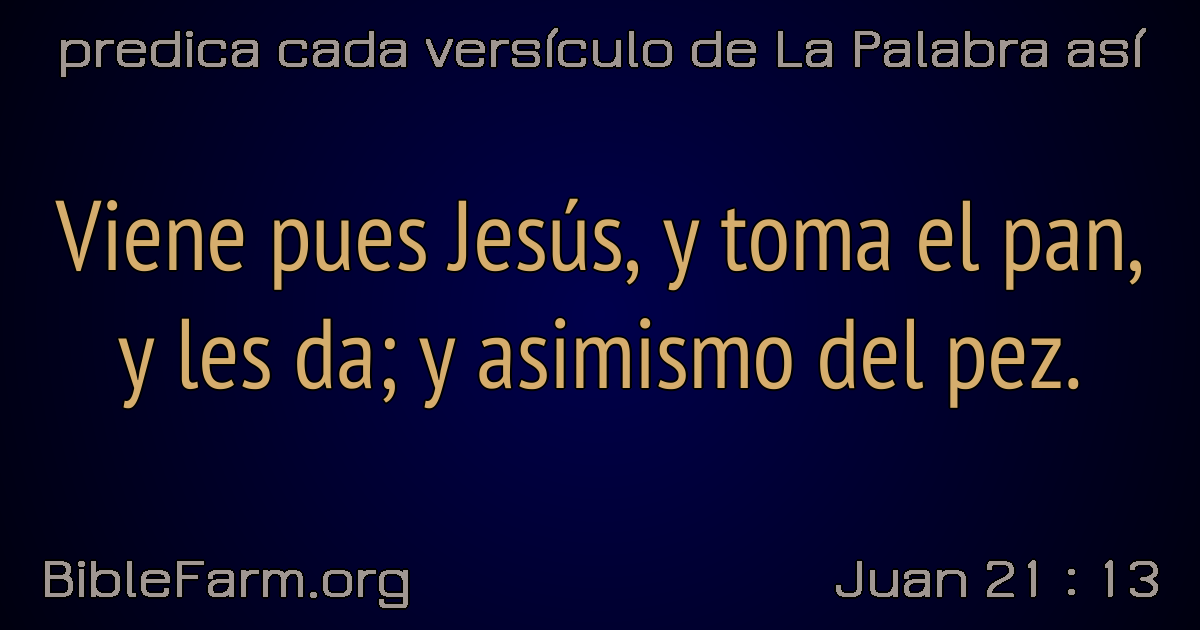 predica cada versículo de La Palabra así
Viene pues Jesús, y toma el pan,
y les da; y asimismo del pez.
BibleFarm.org
Juan 21 : 13